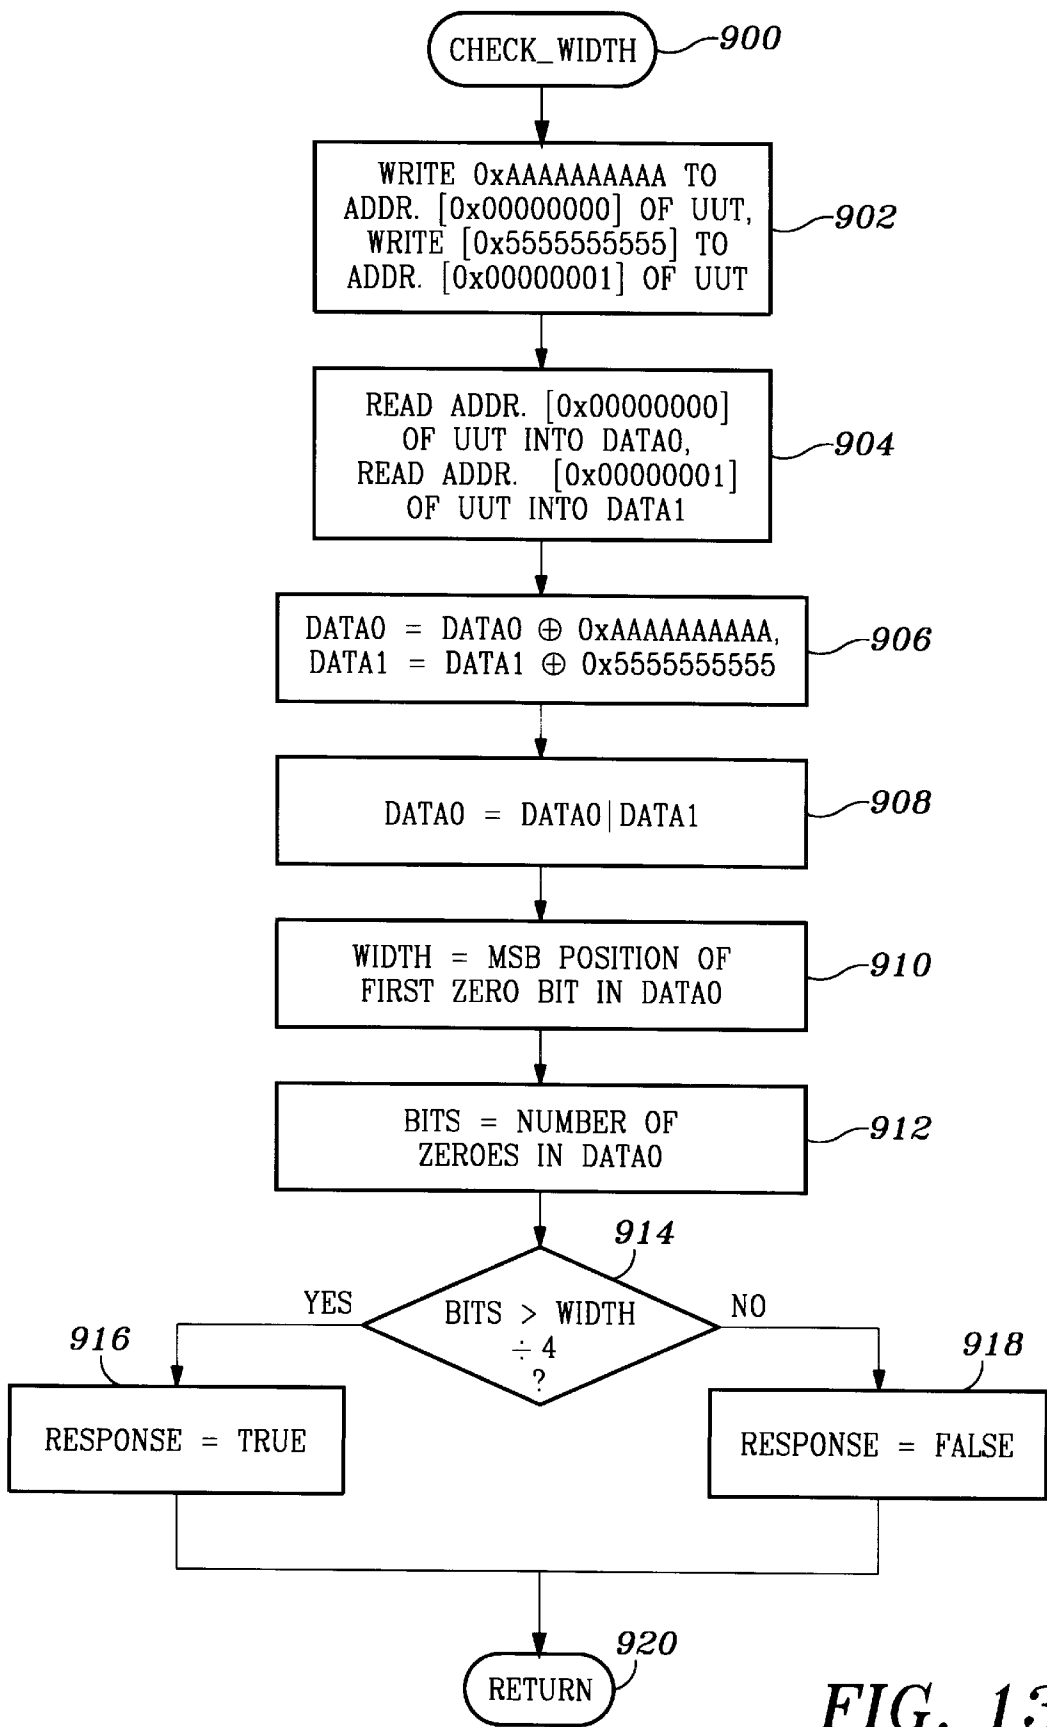 CHECK_WIDTH
900
WRITE 0xAAAAAAAAAA TO
ADDR. [0x00000000] OF UUT,
WRITE [0x5555555555] TO
ADDR. [0x00000001] OF UUT
902
READ ADDR. [0x00000000]
OF UUT INTO DATA0,
READ ADDR. [0x00000001]
OF UUT INTO DATA1
904
DATA0 = DATA0 ⊕ 0xAAAAAAAAAA,
DATA1 = DATA1 ⊕ 0x5555555555
906
DATA0 = DATA0|DATA1
908
WIDTH = MSB POSITION OF
FIRST ZERO BIT IN DATA0
910
BITS = NUMBER OF
ZEROES IN DATA0
912
914
BITS > WIDTH
÷ 4
?
YES
NO
916
RESPONSE = TRUE
918
RESPONSE = FALSE
920
RETURN
FIG. 13